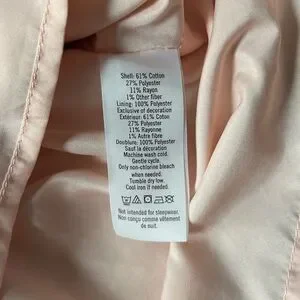 Shell: 61% Cotton
27% Polyester
11% Rayon
1% Other fiber
Lining: 100% Polyester
Exclusive of decoration
Extérieur: 61% Cotton
27% Polyester
11% Rayonne
1% Autre fibre
Doublure: 100% Polyester
Sauf la décoration
Machine wash cold.
Gentle cycle.
Only non-chlorine bleach
when needed.
Tumble dry low.
Cool iron if needed.
Not intended for sleepwear.
Non conçu comme vêtement
de nuit.